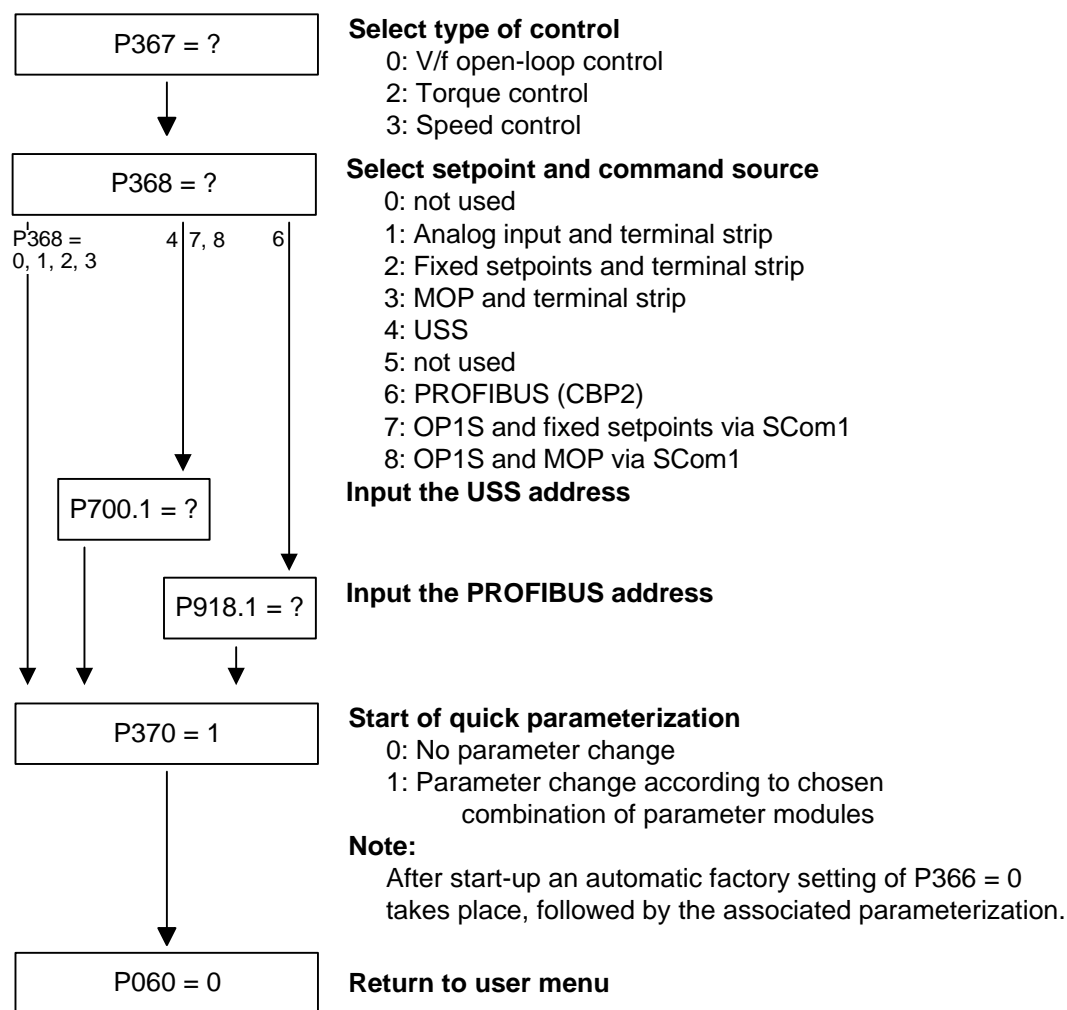 P367 = ?
Select type of control
0: V/f open-loop control
2: Torque control
3: Speed control
P368 = ?
Select setpoint and command source
0: not used
1: Analog input and terminal strip
2: Fixed setpoints and terminal strip
3: MOP and terminal strip
4: USS
5: not used
6: PROFIBUS (CBP2)
7: OP1S and fixed setpoints via SCom1
8: OP1S and MOP via SCom1
P368 =
0, 1, 2, 3
4 7, 8
6
P700.1 = ?
Input the USS address
P918.1 = ?
Input the PROFIBUS address
P370 = 1
Start of quick parameterization
0: No parameter change
1: Parameter change according to chosen
combination of parameter modules
Note:
After start-up an automatic factory setting of P366 = 0
takes place, followed by the associated parameterization.
P060 = 0
Return to user menu